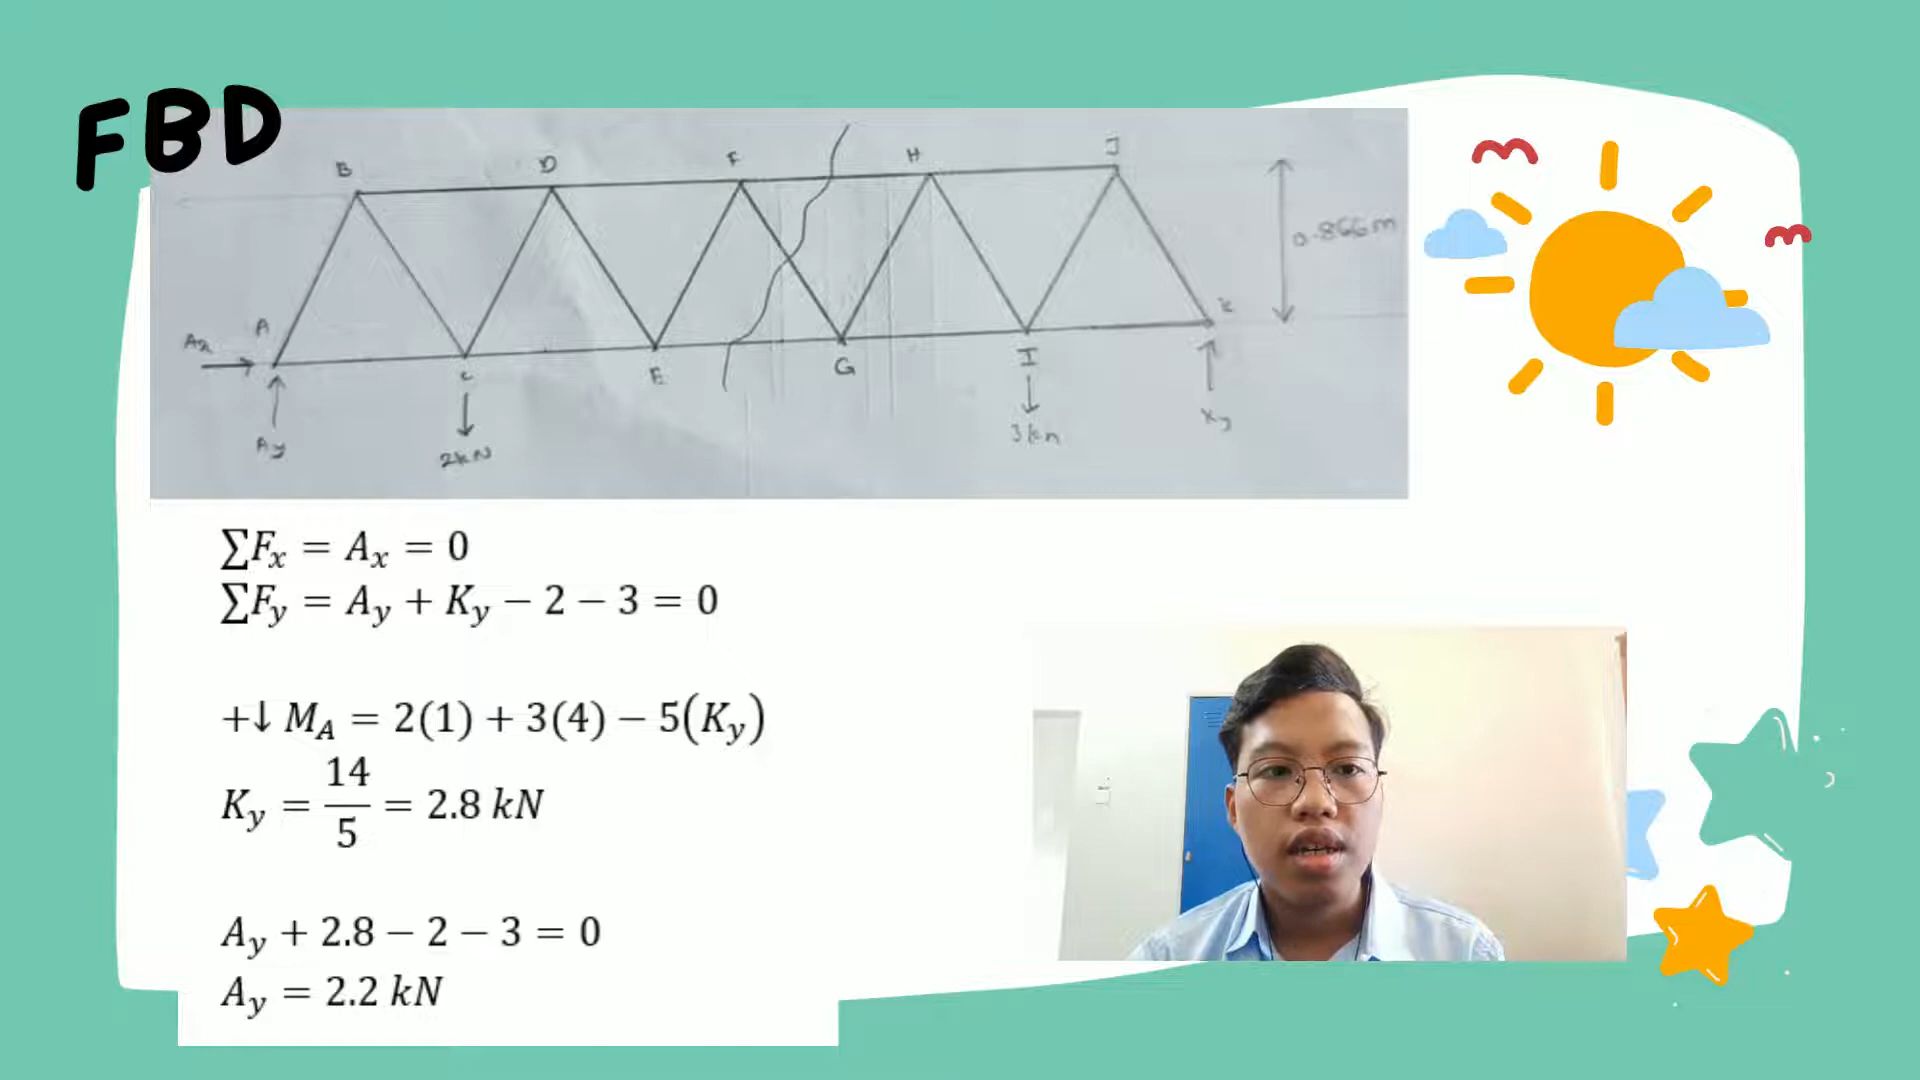 FBD
B D F H J
0.866m
A K
Ax
C E G I
Ay 2kN 3kn Ky
∑Fx = Ax = 0
∑Fy = Ay + Ky − 2 − 3 = 0
+↓ MA = 2(1) + 3(4) − 5(Ky)
Ky = 14/5 = 2.8 kN
Ay + 2.8 − 2 − 3 = 0
Ay = 2.2 kN